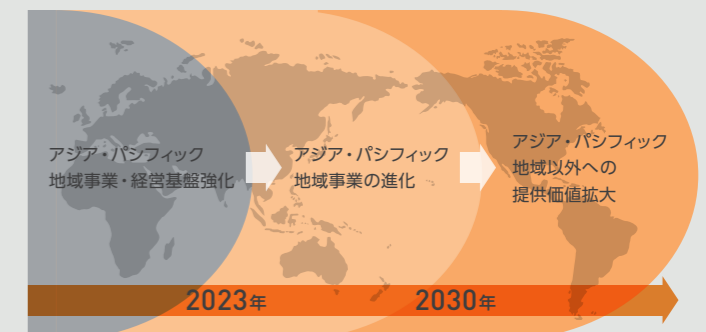 アジア・パシフィック
地域事業・経営基盤強化
アジア・パシフィック
地域事業の進化
アジア・パシフィック
地域以外への
提供価値拡大
2023年
2030年